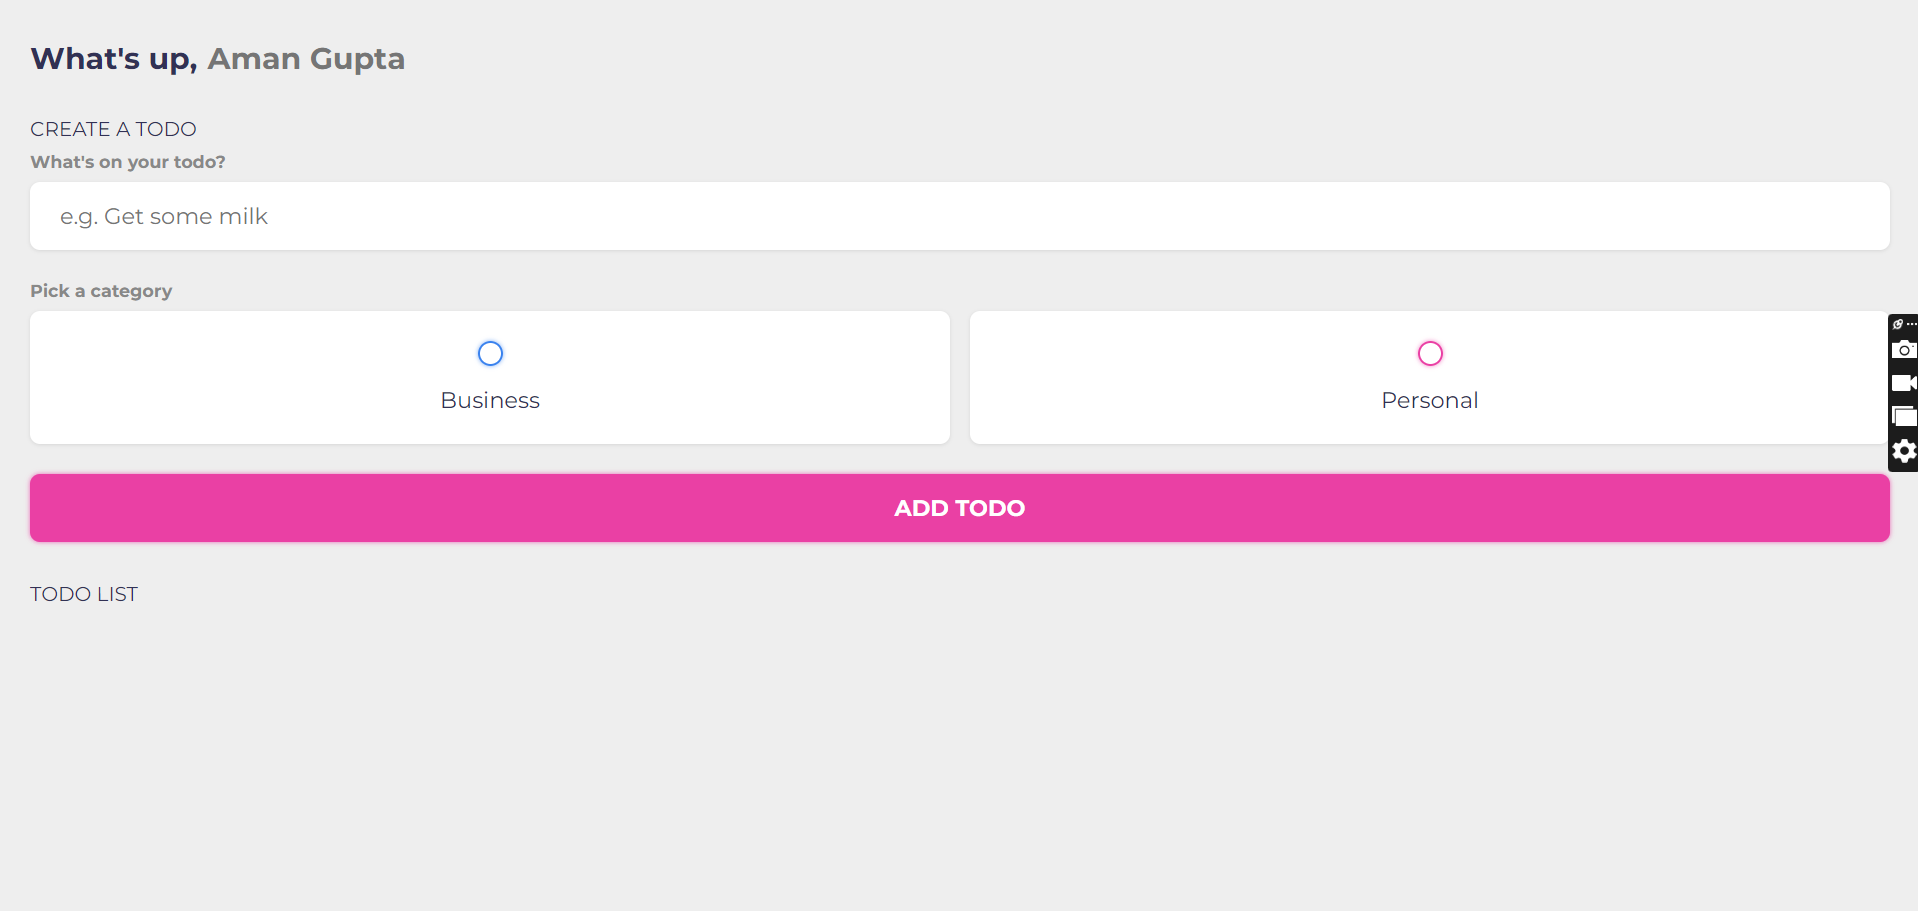 What's up, Aman Gupta
CREATE A TODO
What's on your todo?
e.g. Get some milk
Pick a category
Business
Personal
ADD TODO
TODO LIST